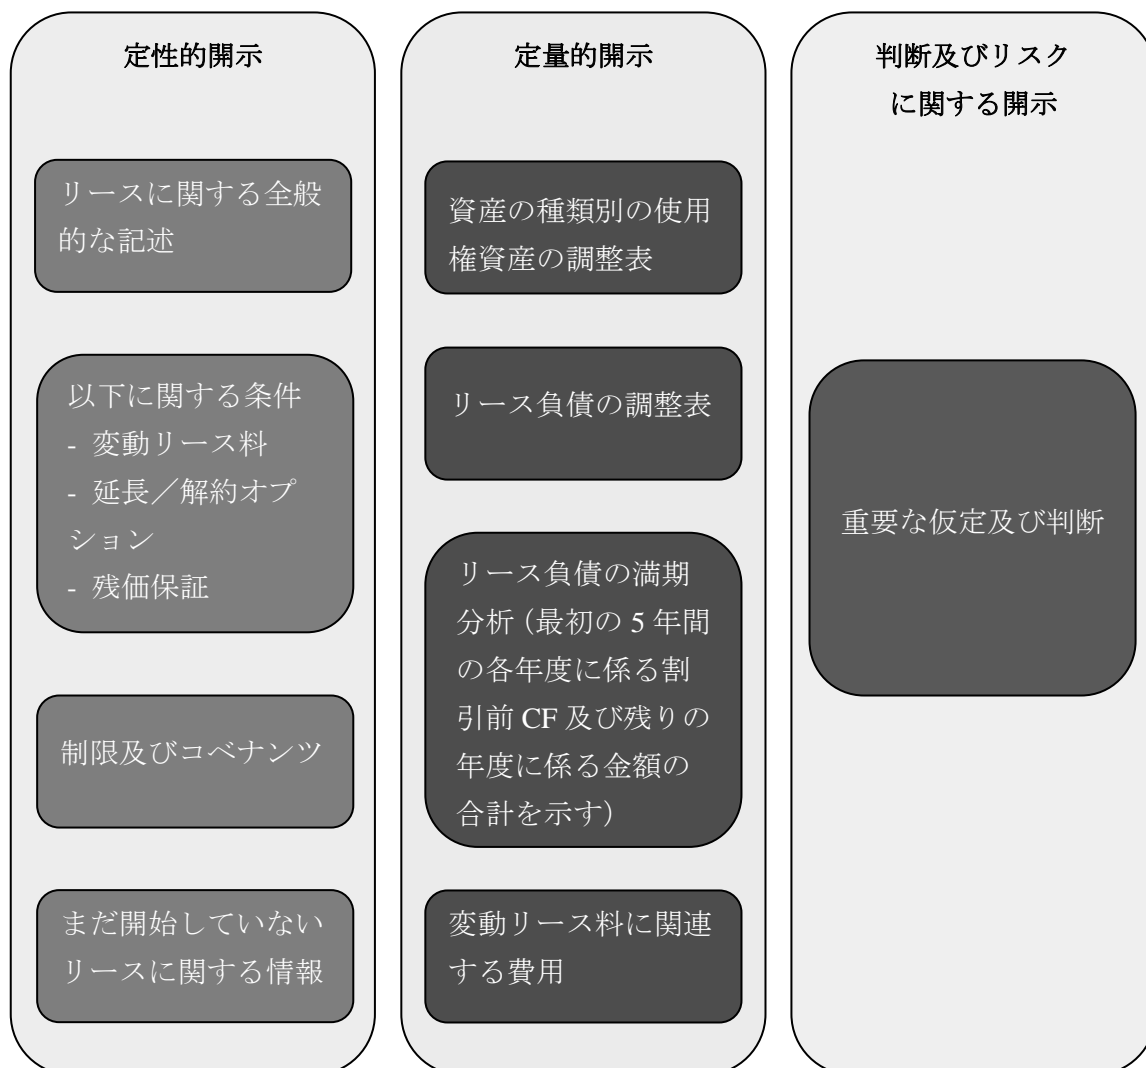 定性的開示
リースに関する全般
的な記述
以下に関する条件
- 変動リース料
- 延長／解約オプ
ション
- 残価保証
制限及びコベナンツ
まだ開始していない
リースに関する情報
定量的開示
資産の種類別の使用
権資産の調整表
リース負債の調整表
リース負債の満期
分析（最初の 5 年間
の各年度に係る割
引前 CF 及び残りの
年度に係る金額の
合計を示す）
変動リース料に関連
する費用
判断及びリスク
に関する開示
重要な仮定及び判断